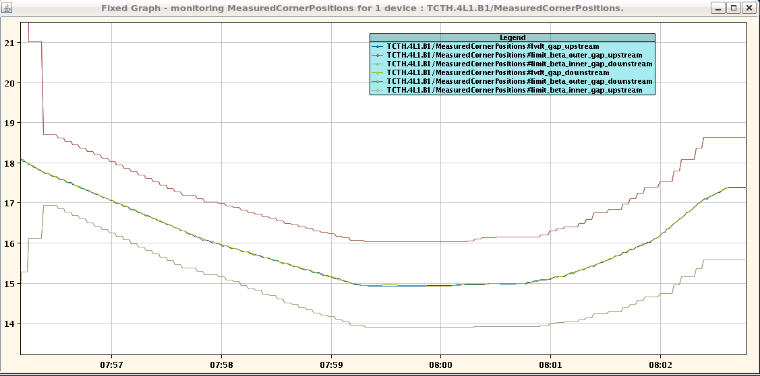 Fixed Graph - monitoring MeasuredCornerPositions for 1 device : TCTH.4L1.B1/MeasuredCornerPositions.
Legend
TCTH.4L1.B1/MeasuredCornerPositions#lvdt_gap_upstream
TCTH.4L1.B1/MeasuredCornerPositions#limit_beta_outer_gap_upstream
TCTH.4L1.B1/MeasuredCornerPositions#limit_beta_inner_gap_downstream
TCTH.4L1.B1/MeasuredCornerPositions#lvdt_gap_downstream
TCTH.4L1.B1/MeasuredCornerPositions#limit_beta_outer_gap_downstream
TCTH.4L1.B1/MeasuredCornerPositions#limit_beta_inner_gap_upstream
21
20
19
18
17
16
15
14
07:57 07:58 07:59 08:00 08:01 08:02